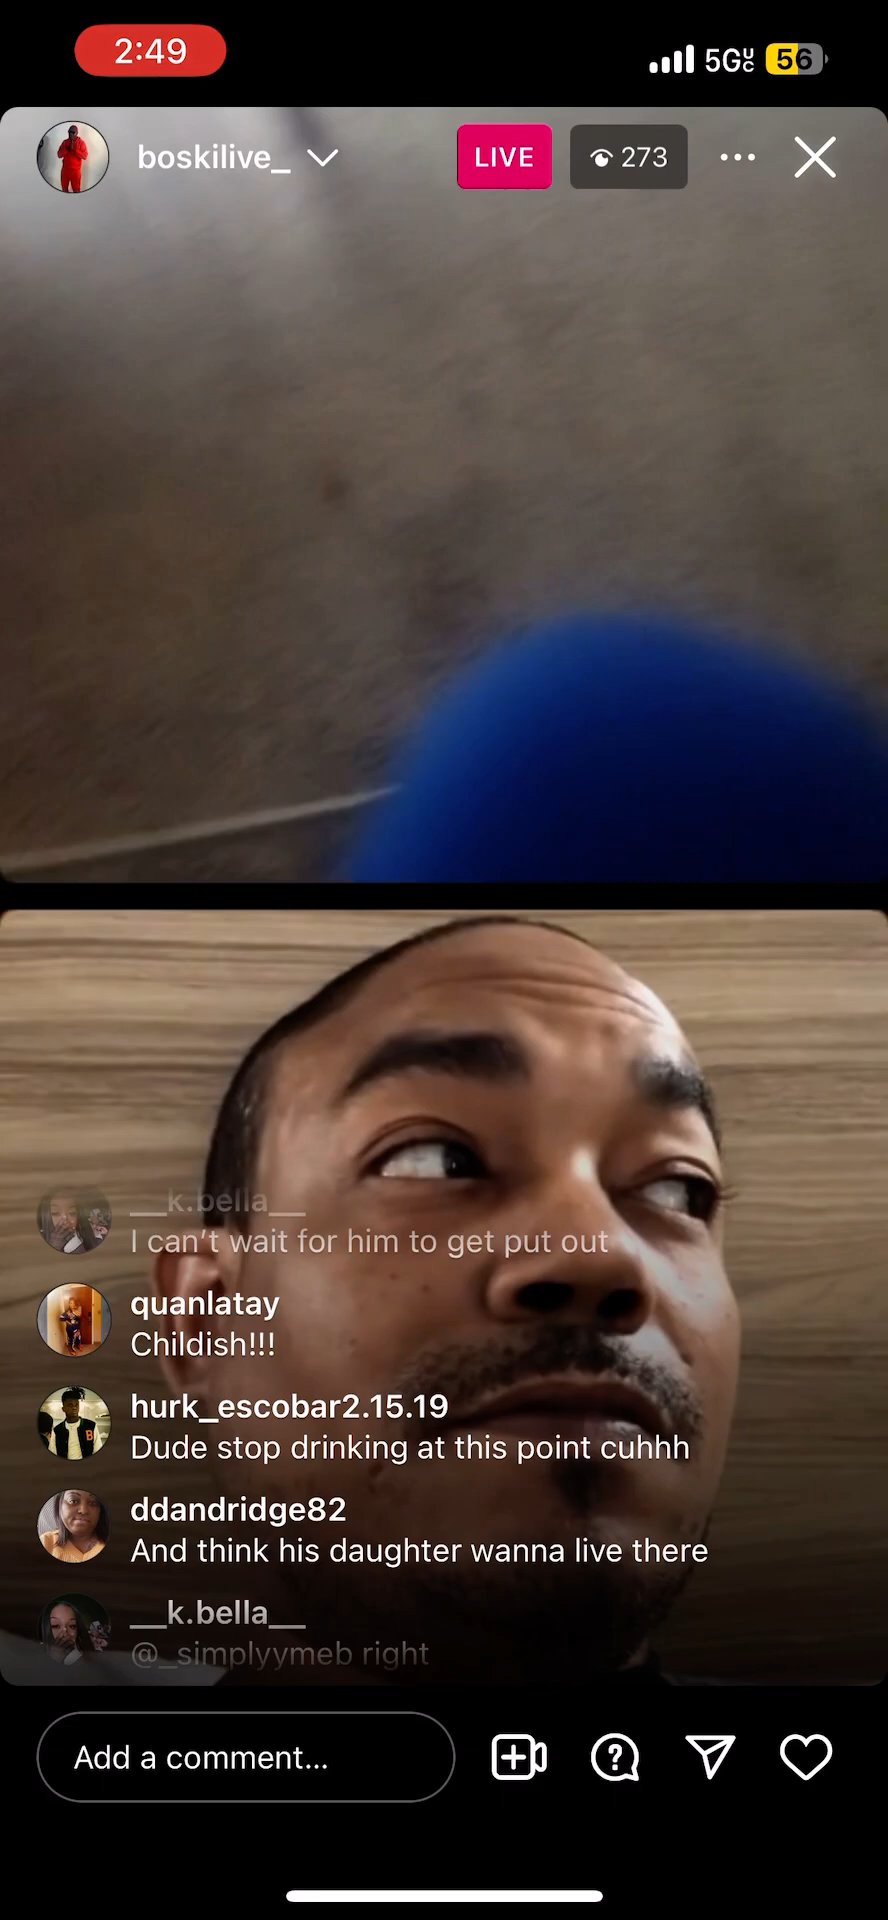 2:49
5G UC 56
boskilive_
LIVE
273
__k.bella__
I can’t wait for him to get put out
quanlatay
Childish!!!
hurk_escobar2.15.19
Dude stop drinking at this point cuhhh
ddandridge82
And think his daughter wanna live there
__k.bella__
@_simplyymeb right
Add a comment...